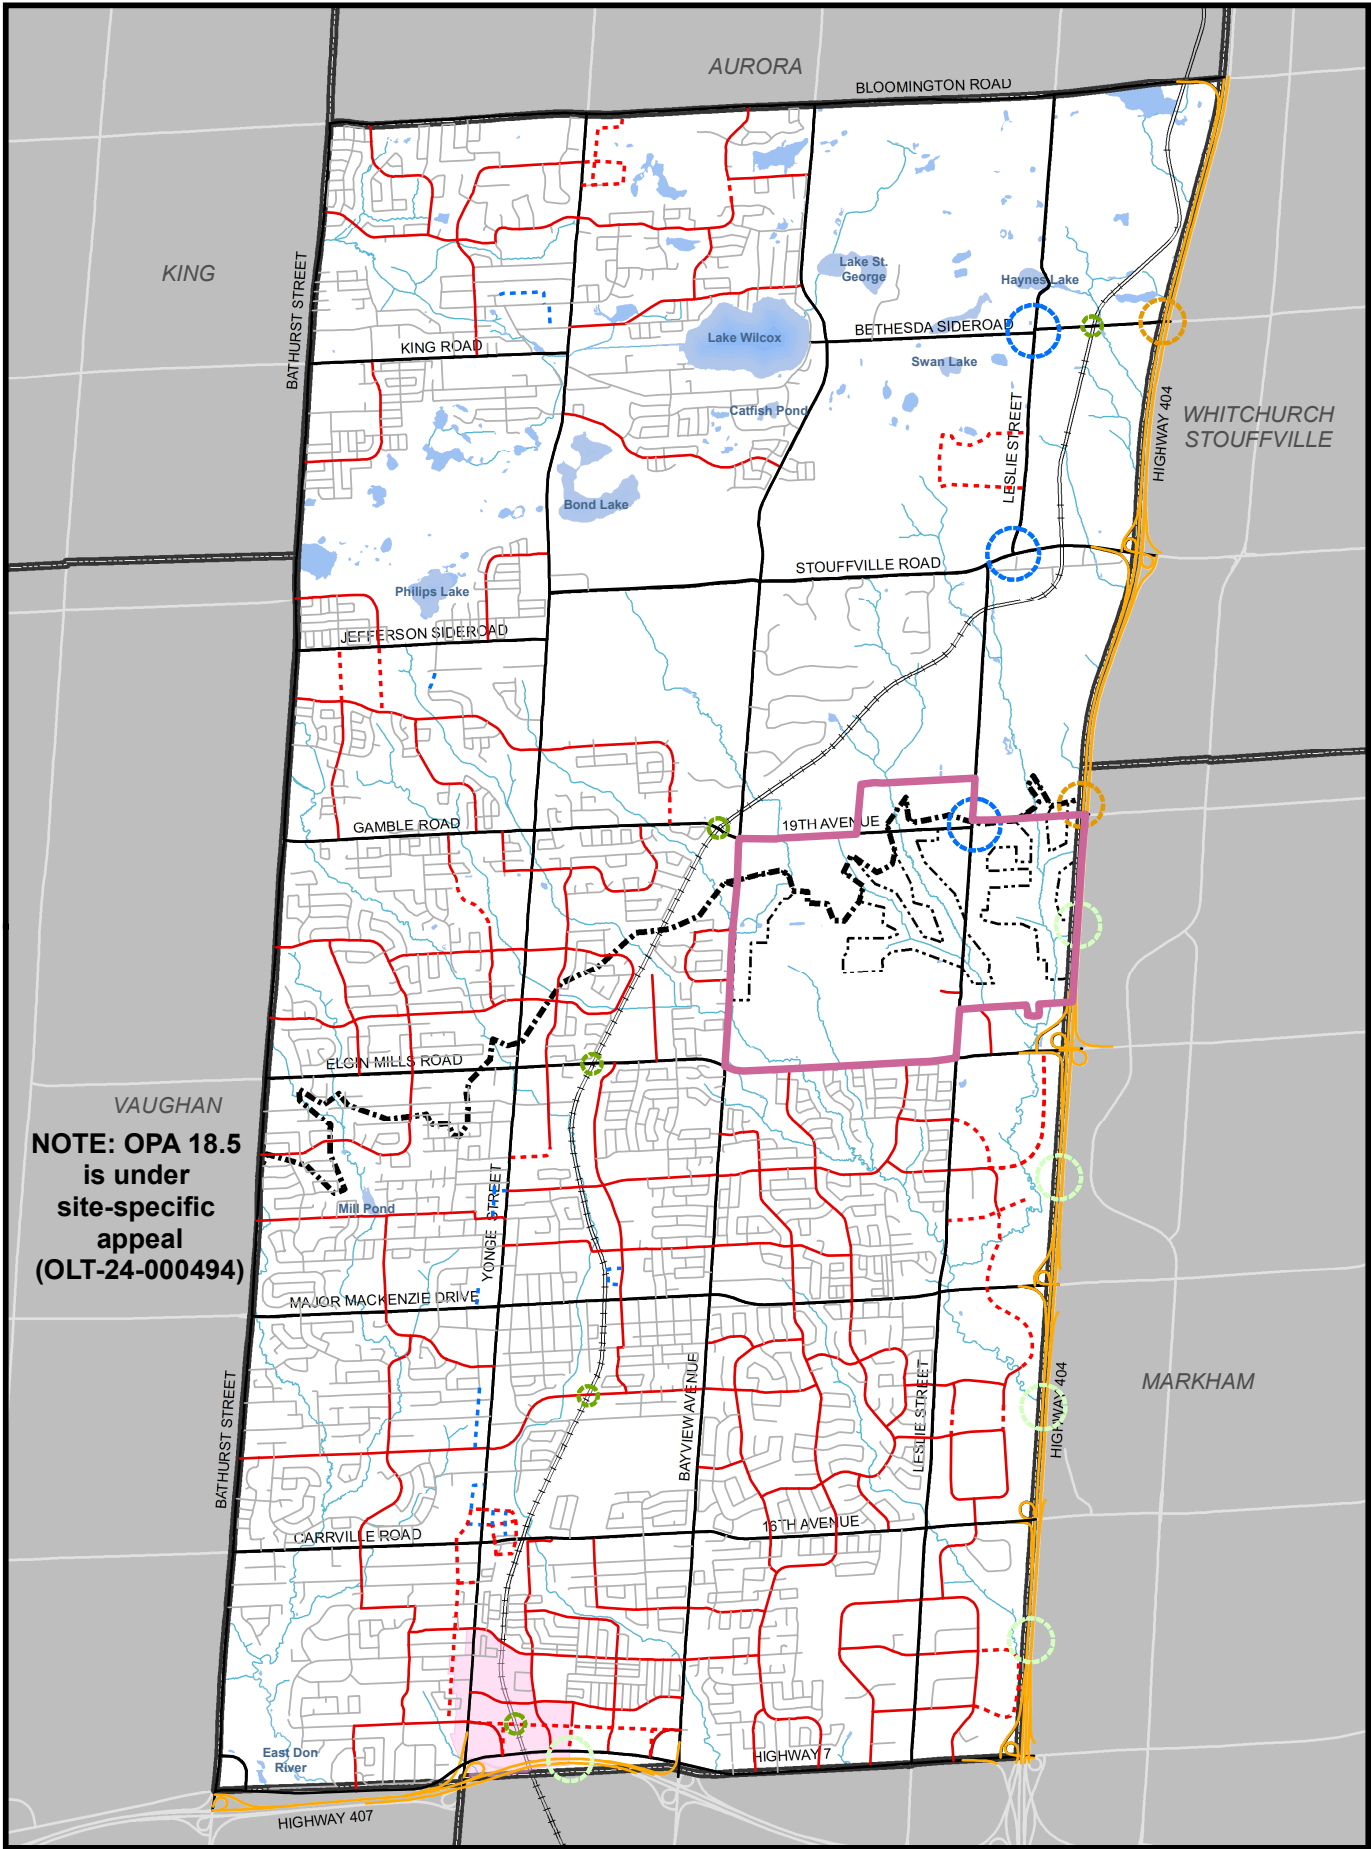 AURORA
BLOOMINGTON ROAD
KING
BATHURST STREET
Lake St.
George
Haynes Lake
BETHESDA SIDEROAD
Lake Wilcox
KING ROAD
Swan Lake
Catfish Pond
LESLIE STREET
HIGHWAY 404
WHITCHURCH
STOUFFVILLE
Bond Lake
STOUFFVILLE ROAD
Philips Lake
JEFFERSON SIDEROAD
GAMBLE ROAD
19TH AVENUE
ELGIN MILLS ROAD
VAUGHAN
NOTE: OPA 18.5
is under
site-specific
appeal
(OLT-24-000494)
Mill Pond
YONGE STREET
MAJOR MACKENZIE DRIVE
BATHURST STREET
BAYVIEW AVENUE
LESLIE STREET
HIGHWAY 404
MARKHAM
CARRVILLE ROAD
16TH AVENUE
East Don
River
HIGHWAY 7
HIGHWAY 407